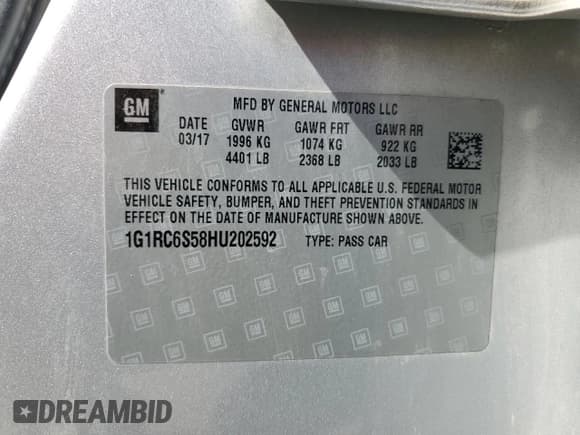 GM
MFD BY GENERAL MOTORS LLC
DATE GVWR GAWR FRT GAWR RR
03/17 1996 KG 1074 KG 922 KG
4401 LB 2368 LB 2033 LB
THIS VEHICLE CONFORMS TO ALL APPLICABLE U.S. FEDERAL MOTOR
VEHICLE SAFETY, BUMPER, AND THEFT PREVENTION STANDARDS IN
EFFECT ON THE DATE OF MANUFACTURE SHOWN ABOVE.
1G1RC6S58HU202592 TYPE: PASS CAR
DREAMBID